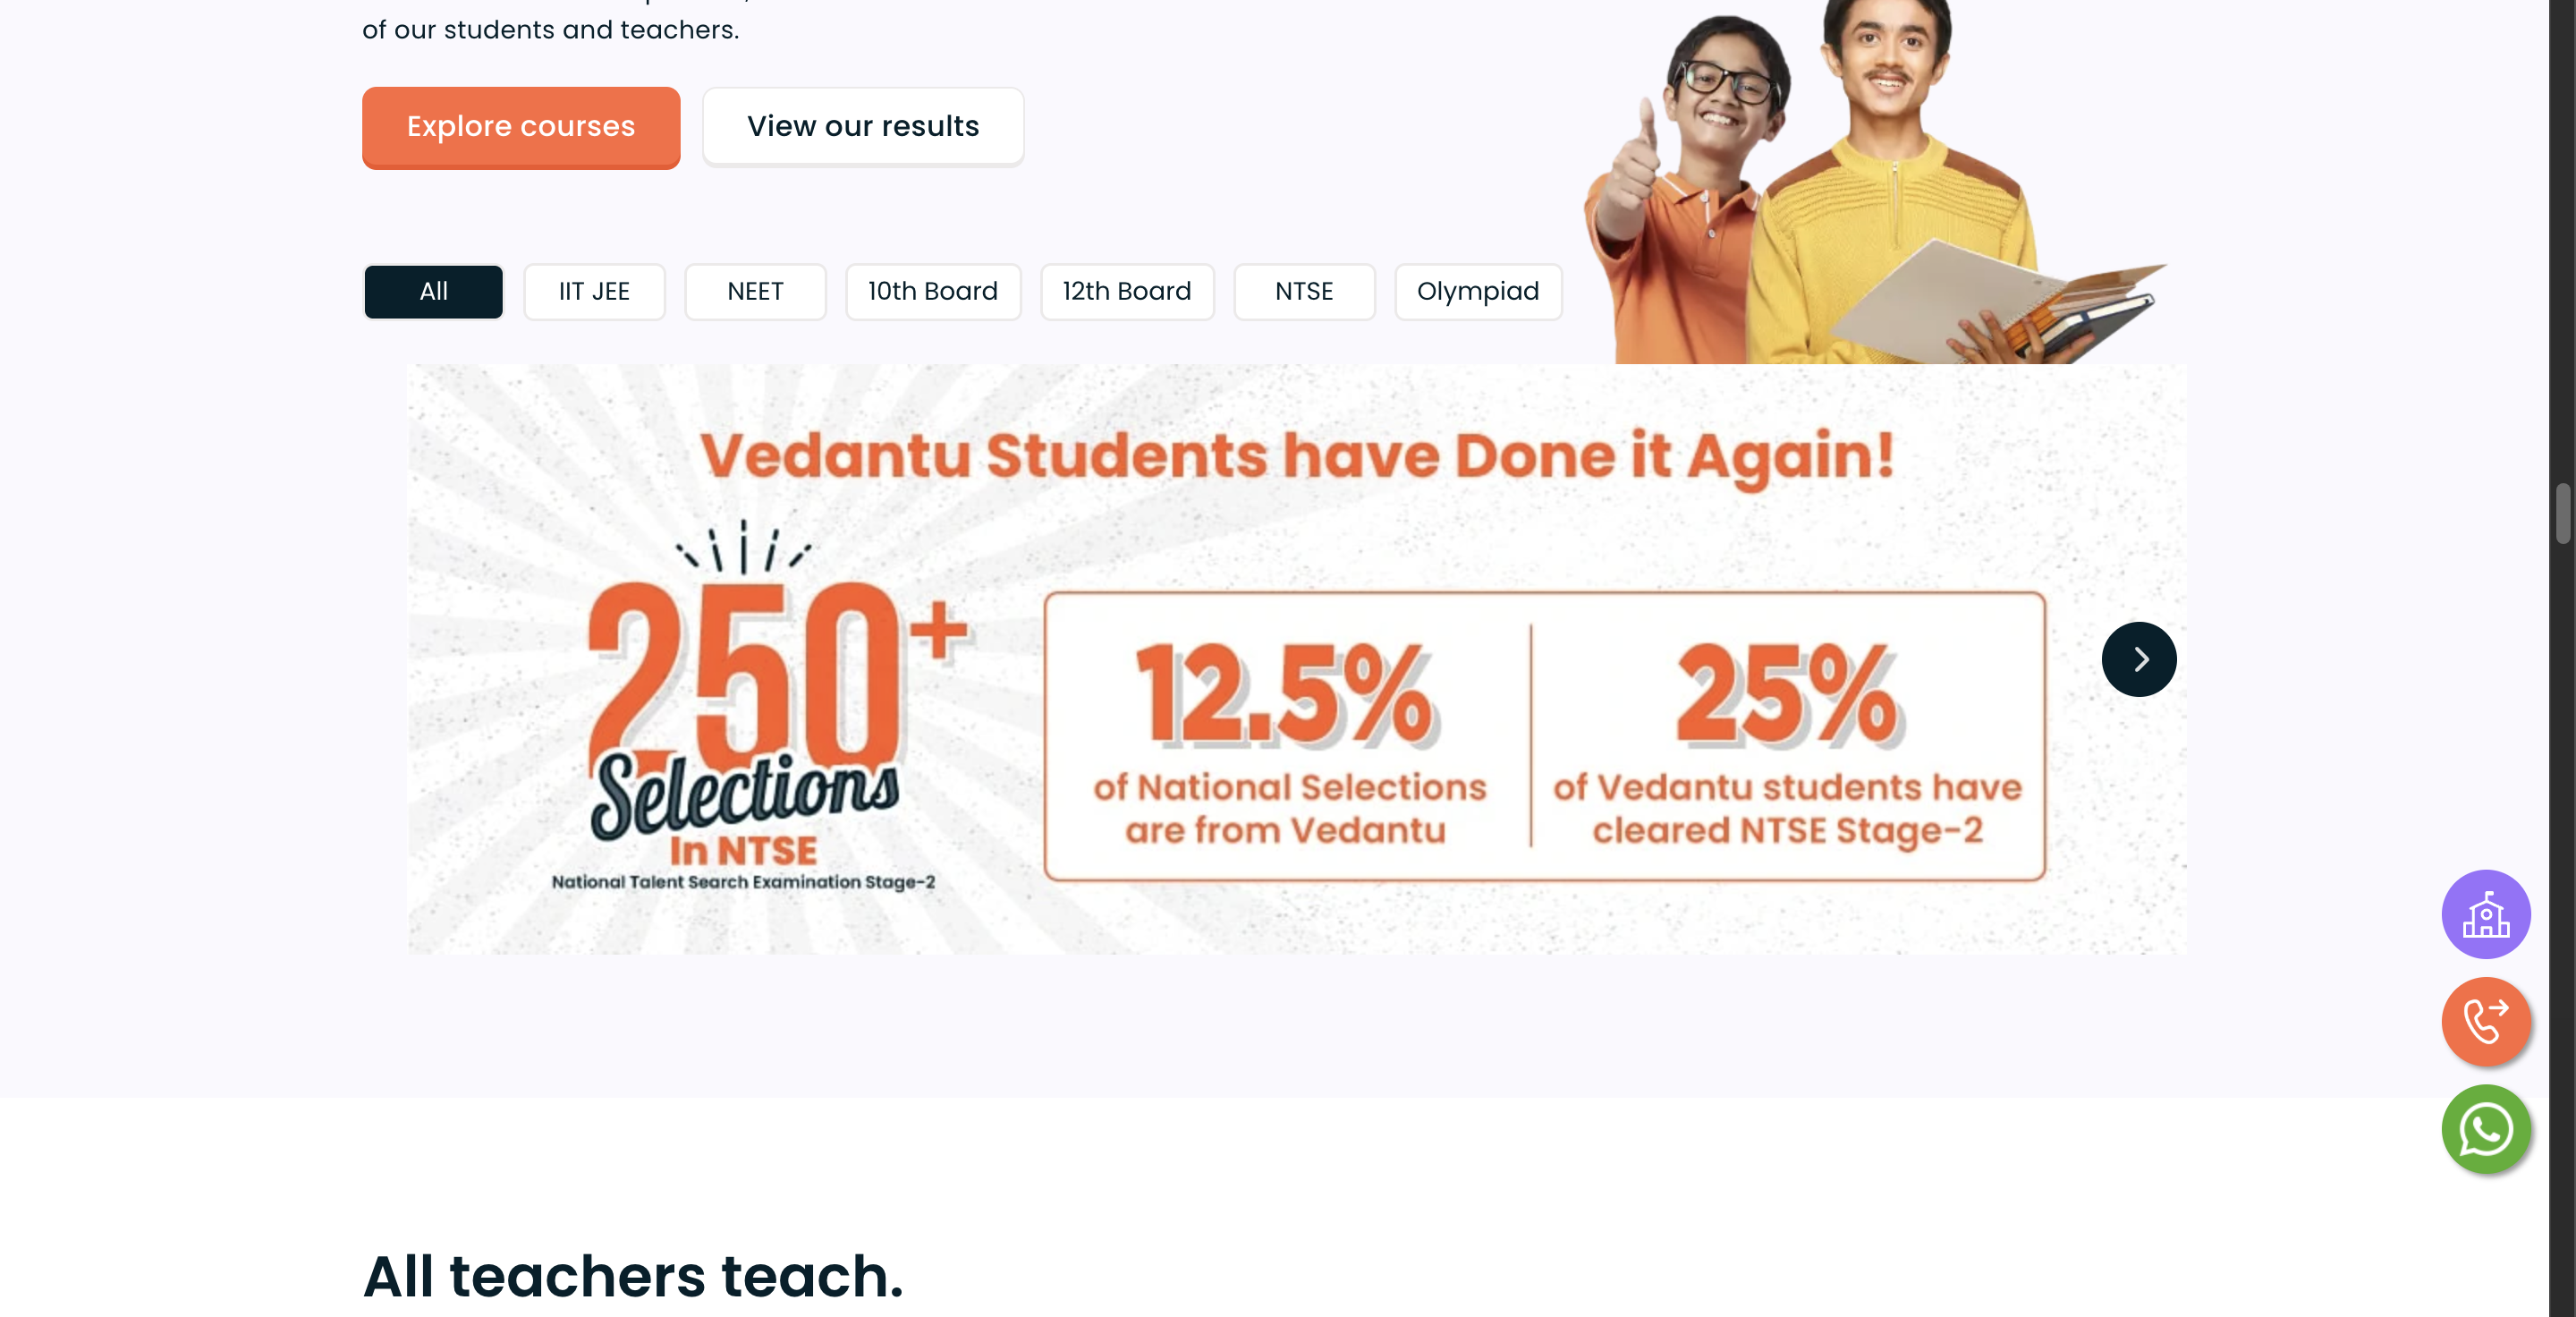 of our students and teachers.
Explore courses
View our results
All
IIT JEE
NEET
10th Board
12th Board
NTSE
Olympiad
Vedantu Students have Done it Again!
250+
Selections
In NTSE
National Talent Search Examination Stage-2
12.5%
of National Selections
are from Vedantu
25%
of Vedantu students have
cleared NTSE Stage-2
All teachers teach.